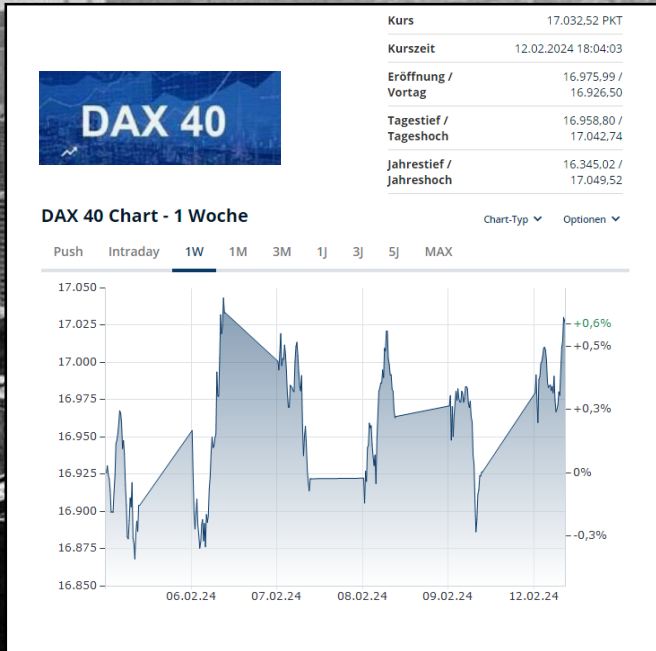 Kurs 17.032,52 PKT
Kurszeit 12.02.2024 18:04:03
Eröffnung / 16.975,99 /
Vortag 16.926,50
Tagestief / 16.958,80 /
Tageshoch 17.042,74
Jahrestief / 16.345,02 /
Jahreshoch 17.049,52
DAX 40
DAX 40 Chart - 1 Woche
Chart-Typ Optionen
Push Intraday 1W 1M 3M 1J 3J 5J MAX
17.050
17.025 +0,6%
17.000 +0,5%
16.975 +0,3%
16.950
16.925 0%
16.900 -0,3%
16.875
16.850
06.02.24 07.02.24 08.02.24 09.02.24 12.02.24